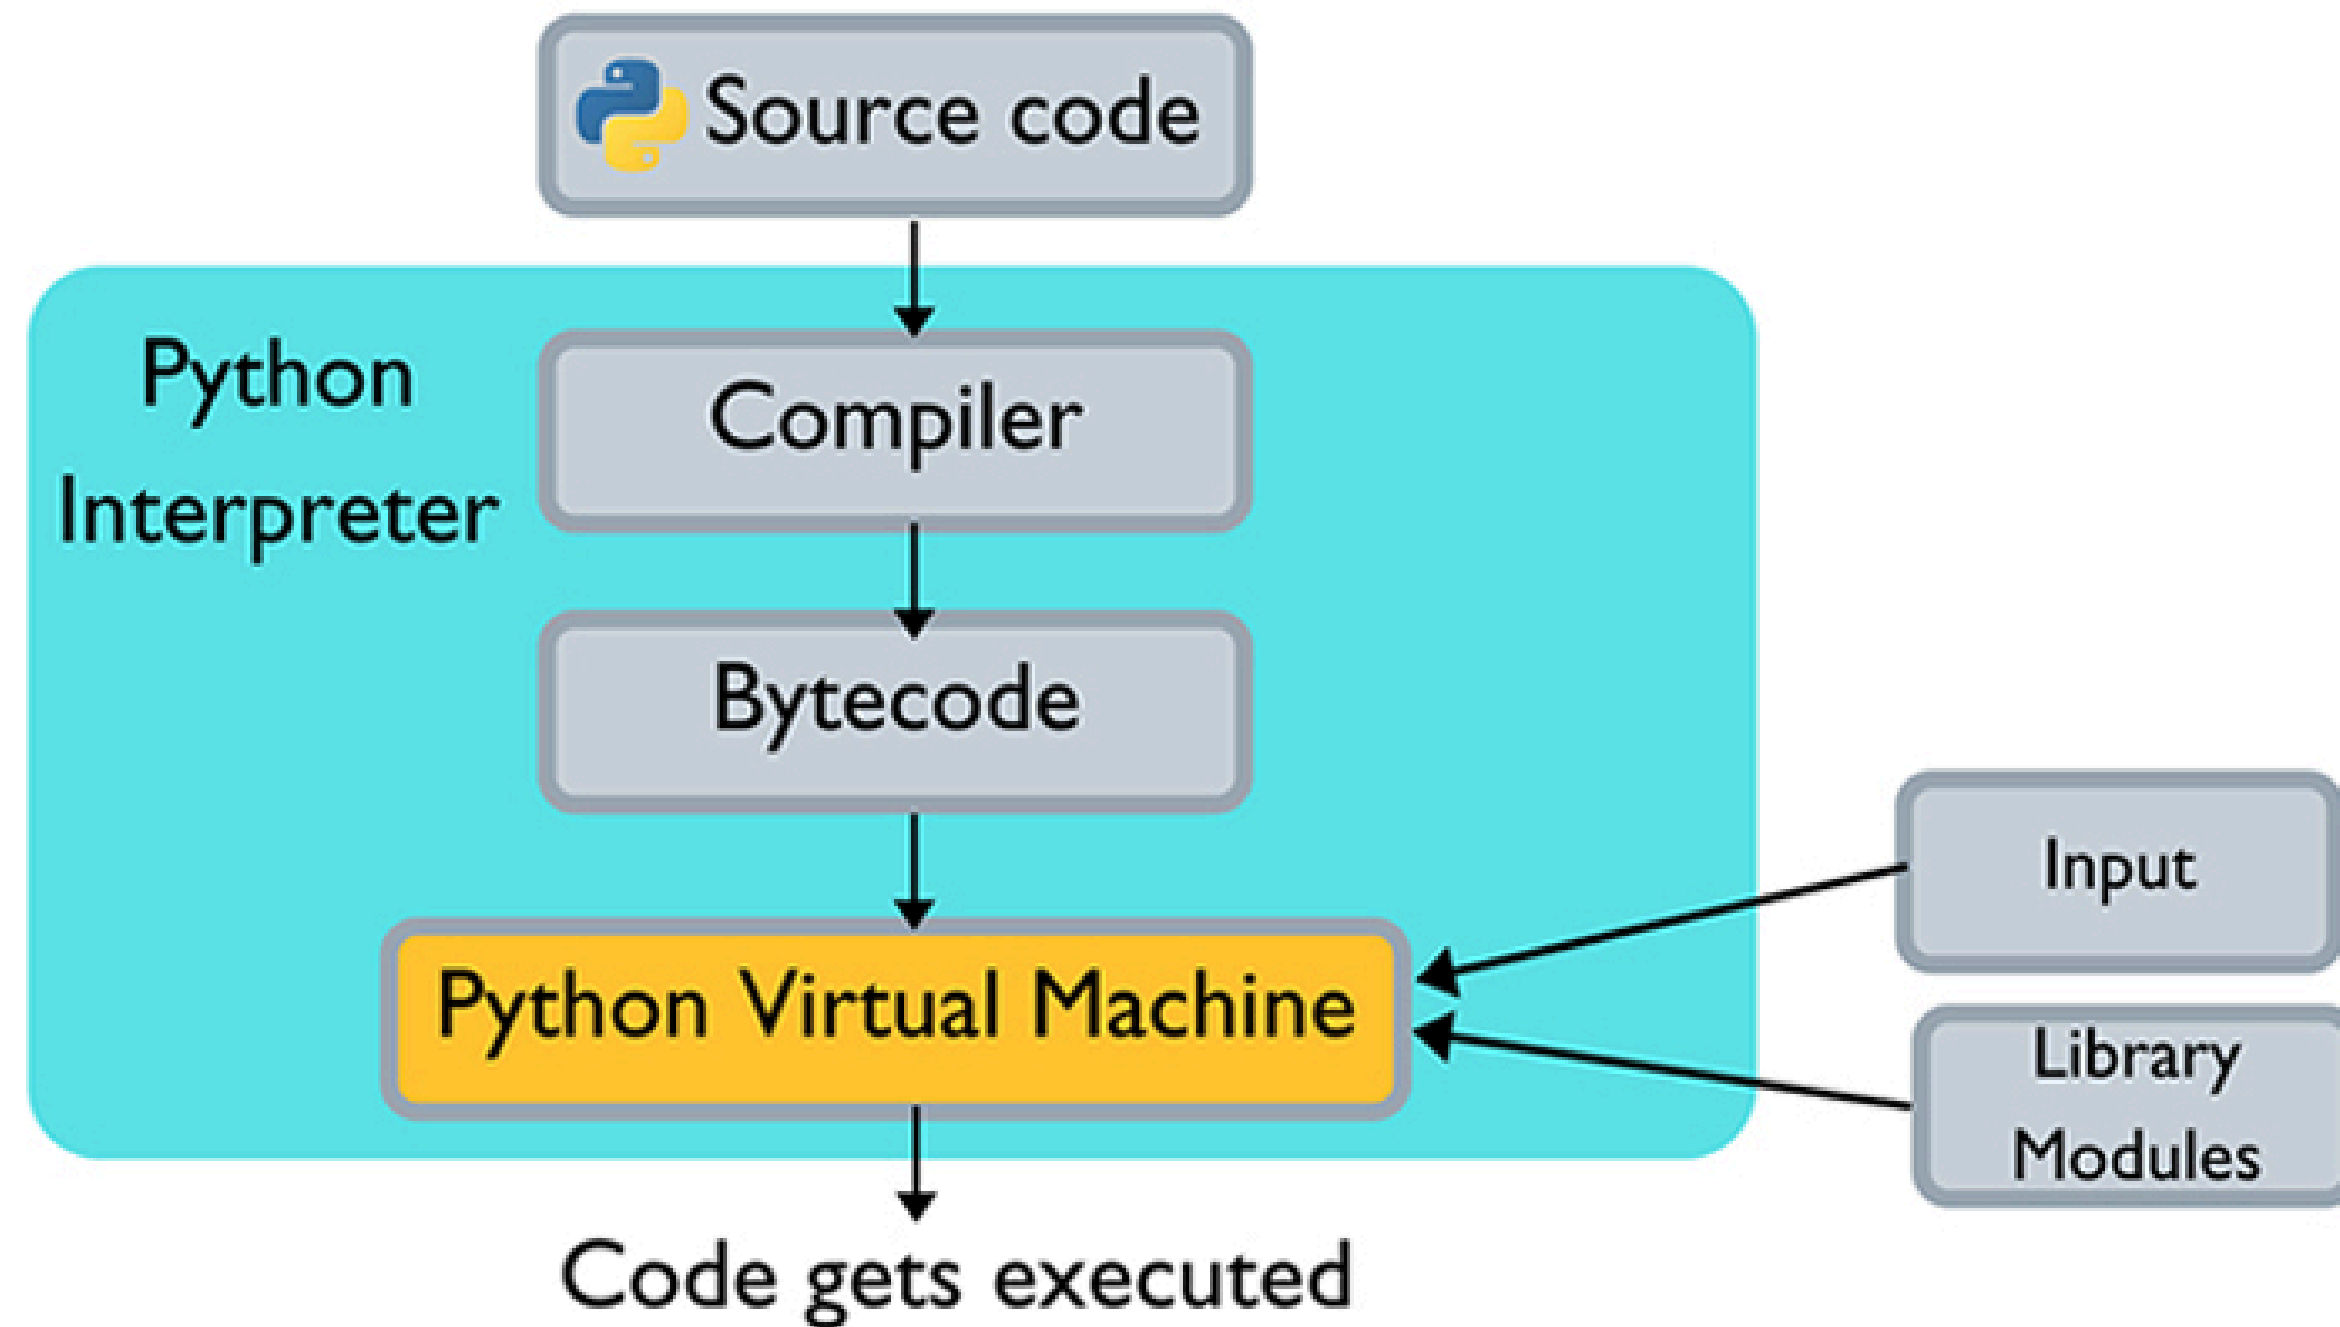 Source code
Python
Interpreter
Compiler
Bytecode
Python Virtual Machine
Input
Library
Modules
Code gets executed